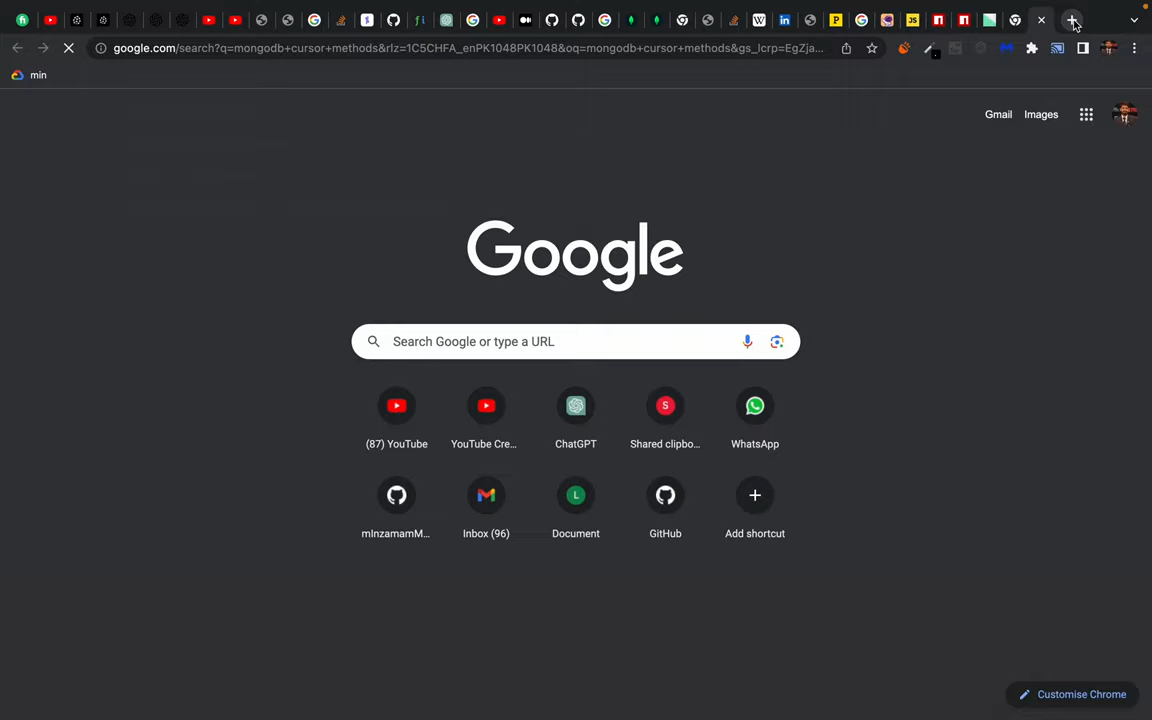 google.com/search?q=mongodb+cursor+methods&rlz=1C5CHFA_enPK1048PK1048&oq=mongodb+cursor+methods&gs_lcrp=EgZja...
min
Gmail Images
Google
Search Google or type a URL
(87) YouTube YouTube Cre... ChatGPT Shared clipbo... WhatsApp
mInzamamM... Inbox (96) Document GitHub Add shortcut
Customise Chrome